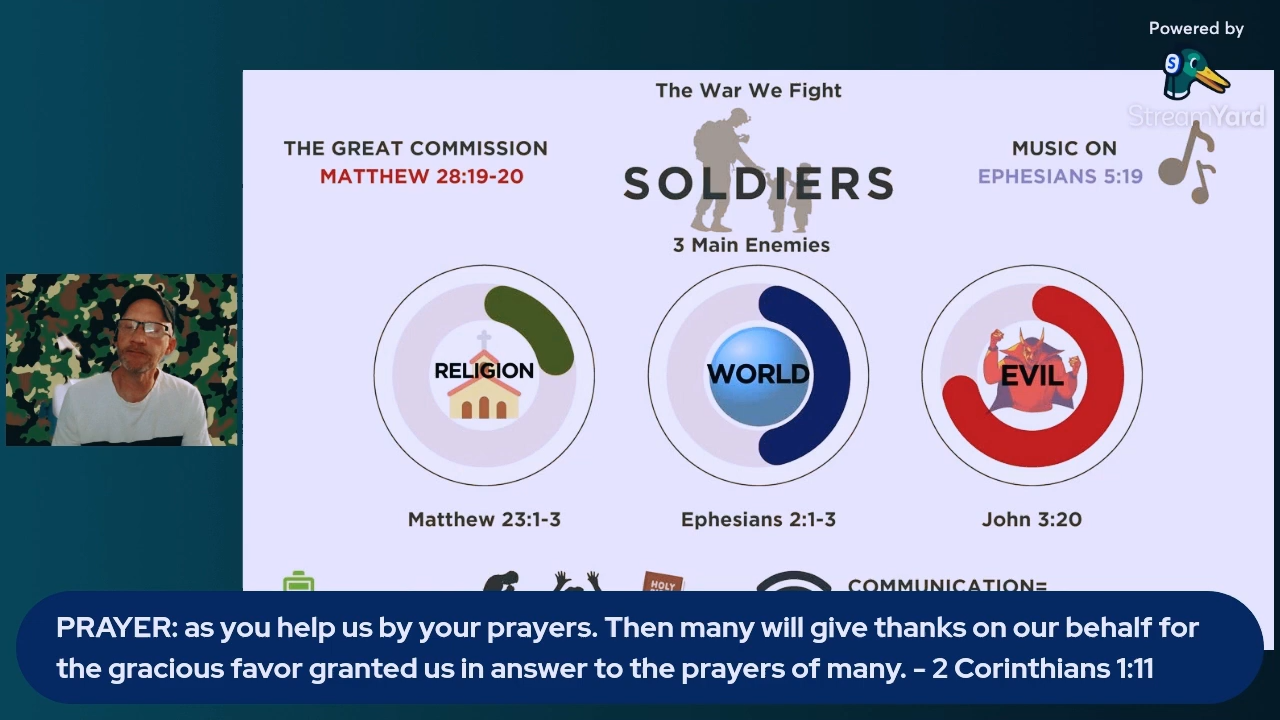 Powered by
S
StreamYard
The War We Fight
THE GREAT COMMISSION
MATTHEW 28:19-20
SOLDIERS
MUSIC ON
EPHESIANS 5:19
3 Main Enemies
RELIGION
WORLD
EVIL
Matthew 23:1-3
Ephesians 2:1-3
John 3:20
HOLY
COMMUNICATION=
PRAYER: as you help us by your prayers. Then many will give thanks on our behalf for
the gracious favor granted us in answer to the prayers of many. - 2 Corinthians 1:11